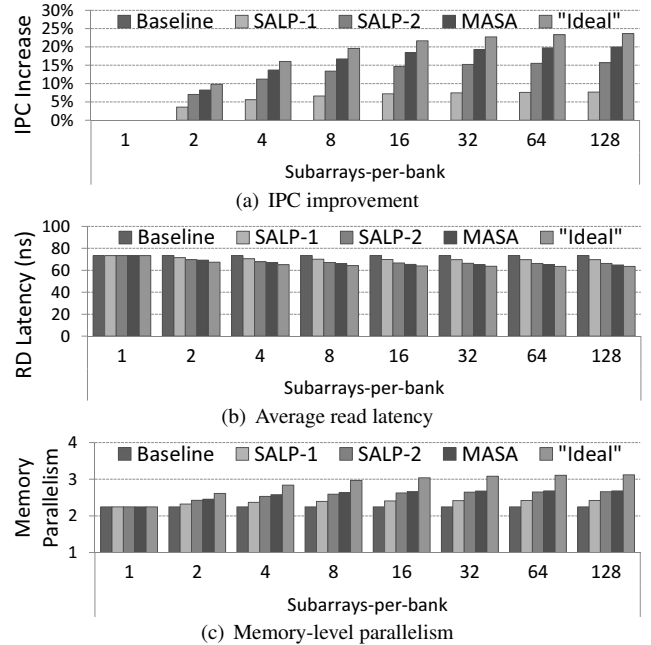 30%
25%
20%
15%
10%
5%
0%
IPC Increase
Baseline SALP-1 SALP-2 MASA "Ideal"
1 2 4 8 16 32 64 128
Subarrays-per-bank
(a) IPC improvement
100
80
60
40
20
0
RD Latency (ns)
Baseline SALP-1 SALP-2 MASA "Ideal"
1 2 4 8 16 32 64 128
Subarrays-per-bank
(b) Average read latency
4
3
2
1
Memory
Parallelism
Baseline SALP-1 SALP-2 MASA "Ideal"
1 2 4 8 16 32 64 128
Subarrays-per-bank
(c) Memory-level parallelism